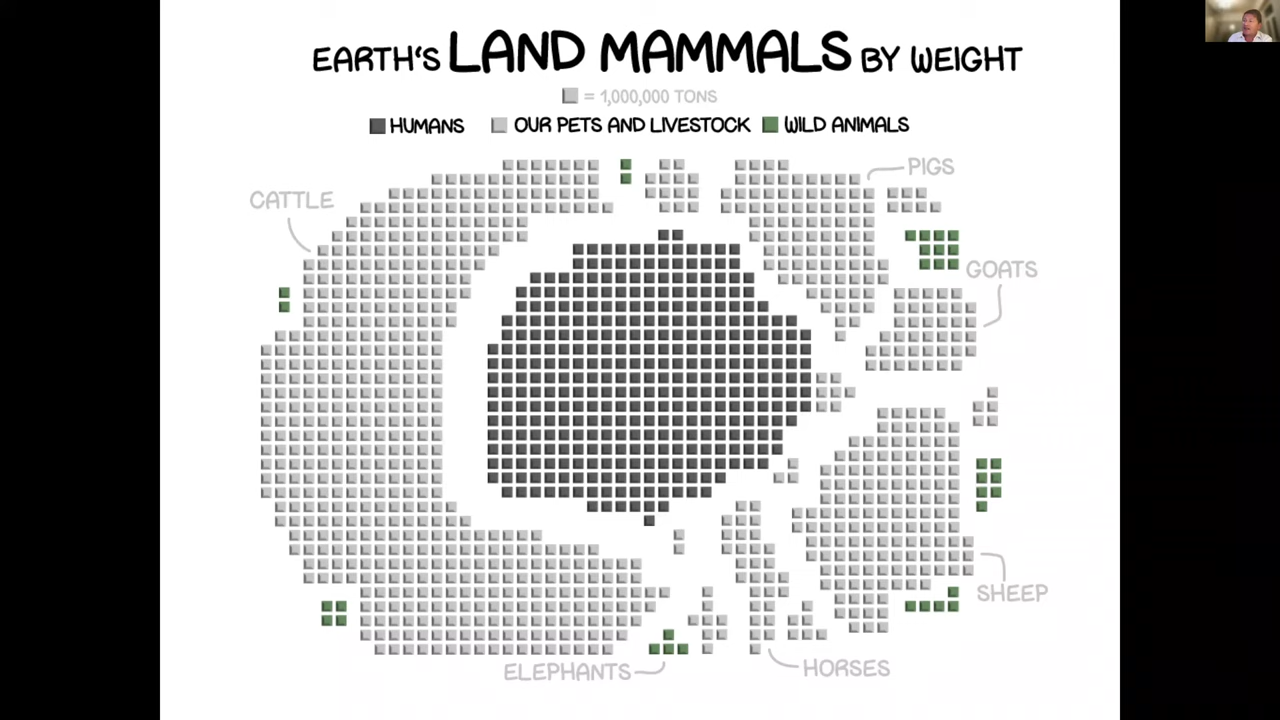 EARTH'S LAND MAMMALS BY WEIGHT
= 1,000,000 TONS
HUMANS OUR PETS AND LIVESTOCK WILD ANIMALS
PIGS
CATTLE
GOATS
SHEEP
ELEPHANTS
HORSES